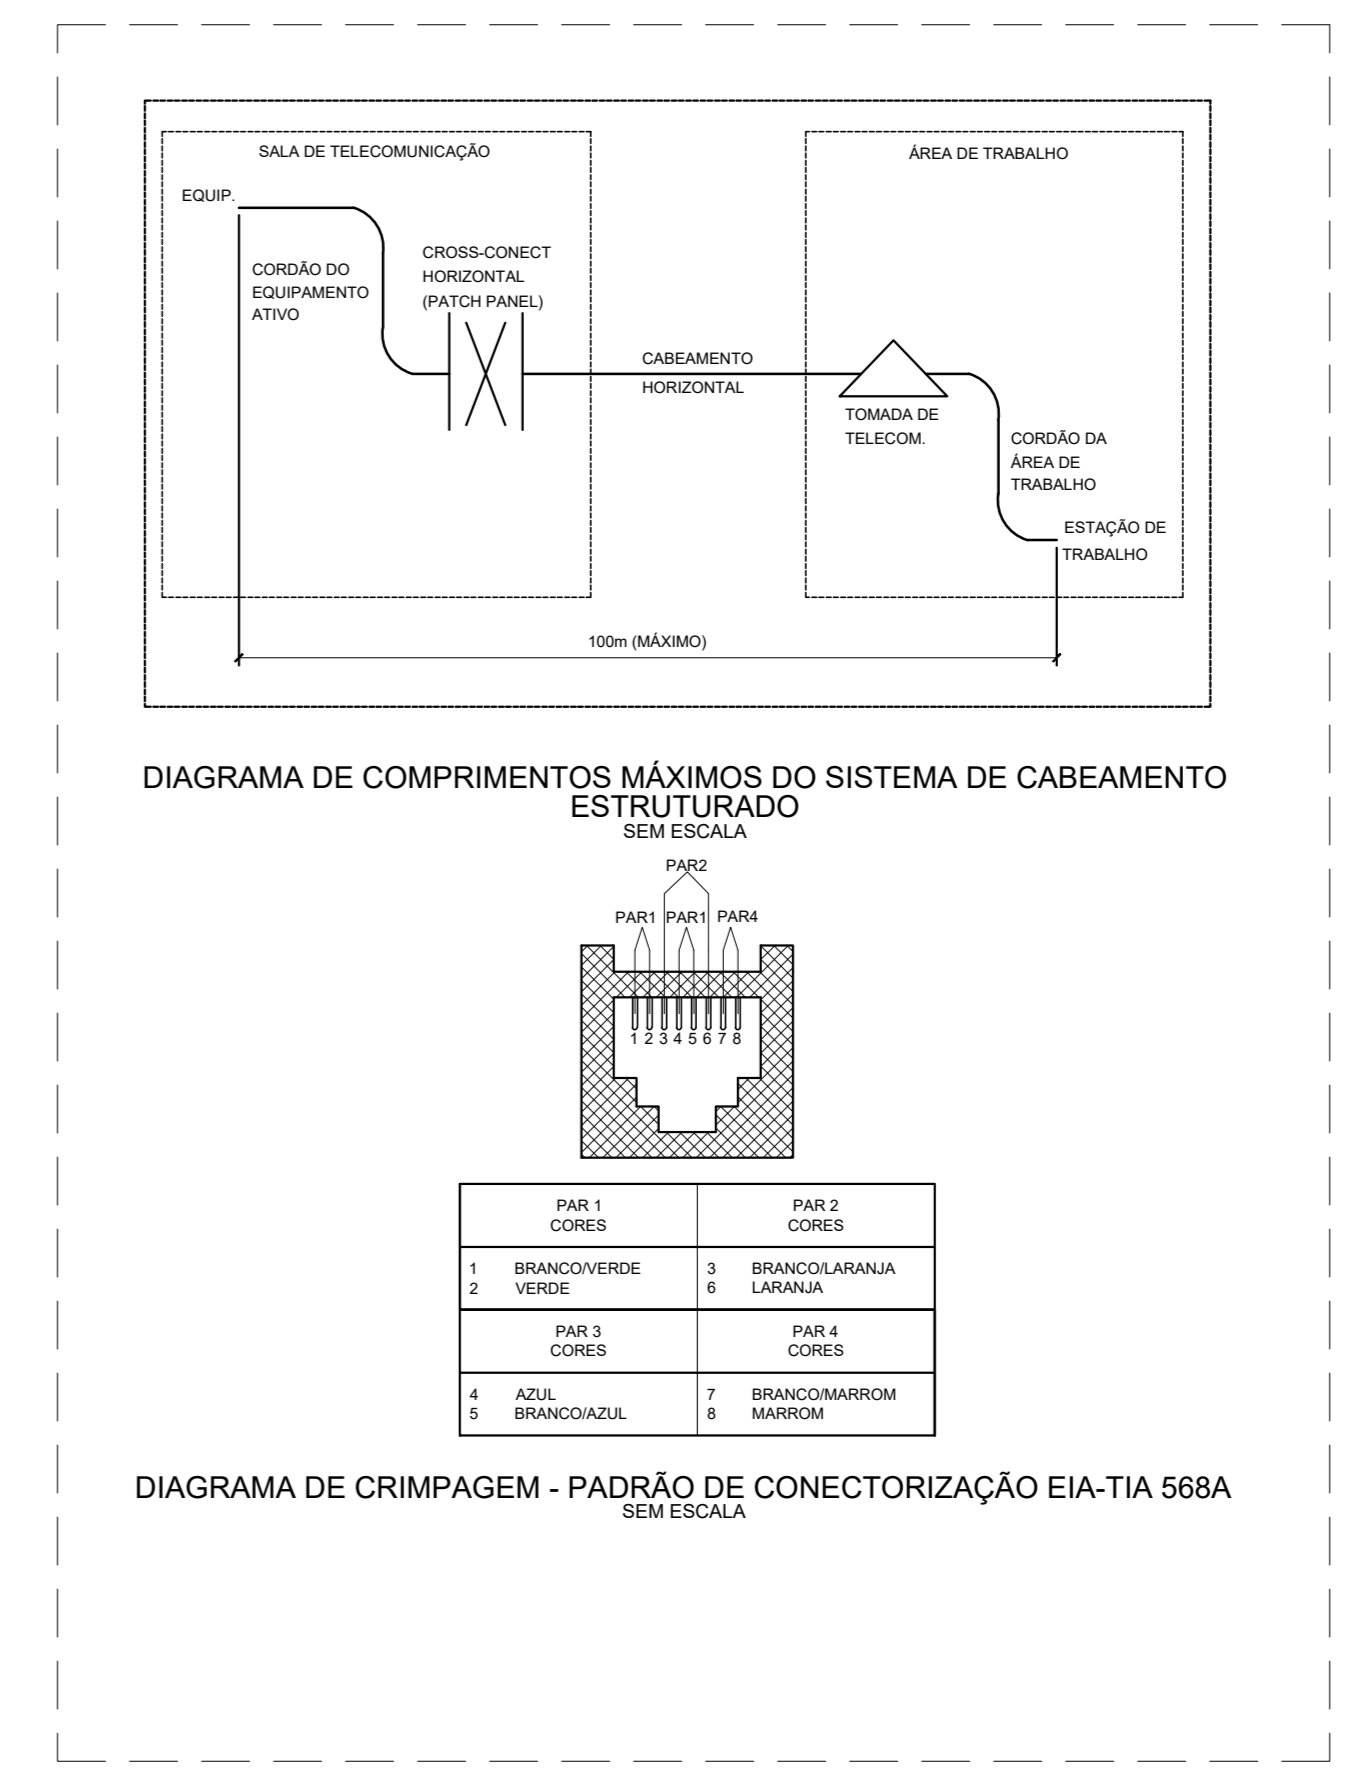 SALA DE TELECOMUNICAÇÃO
ÁREA DE TRABALHO
EQUIP.
CORDÃO DO
EQUIPAMENTO
ATIVO
CROSS-CONECT
HORIZONTAL
(PATCH PANEL)
CABEAMENTO
HORIZONTAL
TOMADA DE
TELECOM.
CORDÃO DA
ÁREA DE
TRABALHO
ESTAÇÃO DE
TRABALHO
100m (MÁXIMO)
DIAGRAMA DE COMPRIMENTOS MÁXIMOS DO SISTEMA DE CABEAMENTO
ESTRUTURADO
SEM ESCALA
PAR2
PAR1 PAR1 PAR4
1 2 3 4 5 6 7 8
PAR 1
CORES
PAR 2
CORES
1 BRANCO/VERDE
2 VERDE
3 BRANCO/LARANJA
6 LARANJA
PAR 3
CORES
PAR 4
CORES
4 AZUL
5 BRANCO/AZUL
7 BRANCO/MARROM
8 MARROM
DIAGRAMA DE CRIMPAGEM - PADRÃO DE CONECTORIZAÇÃO EIA-TIA 568A
SEM ESCALA